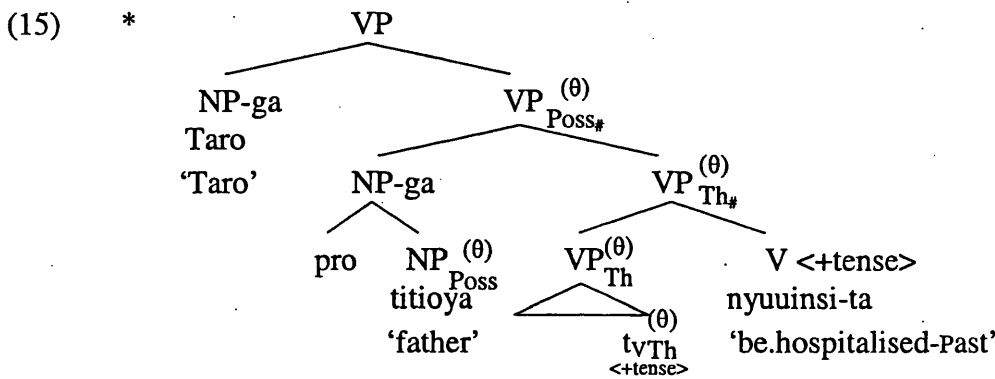 (15) * VP
NP-ga VP(θ)Poss#
Taro
'Taro' NP-ga VP(θ)Th#
pro NP(θ)Poss VP(θ)Th V <+tense>
titioya nyuuinsi-ta
'father' tVTh(θ) 'be.hospitalised-Past'
<+tense>